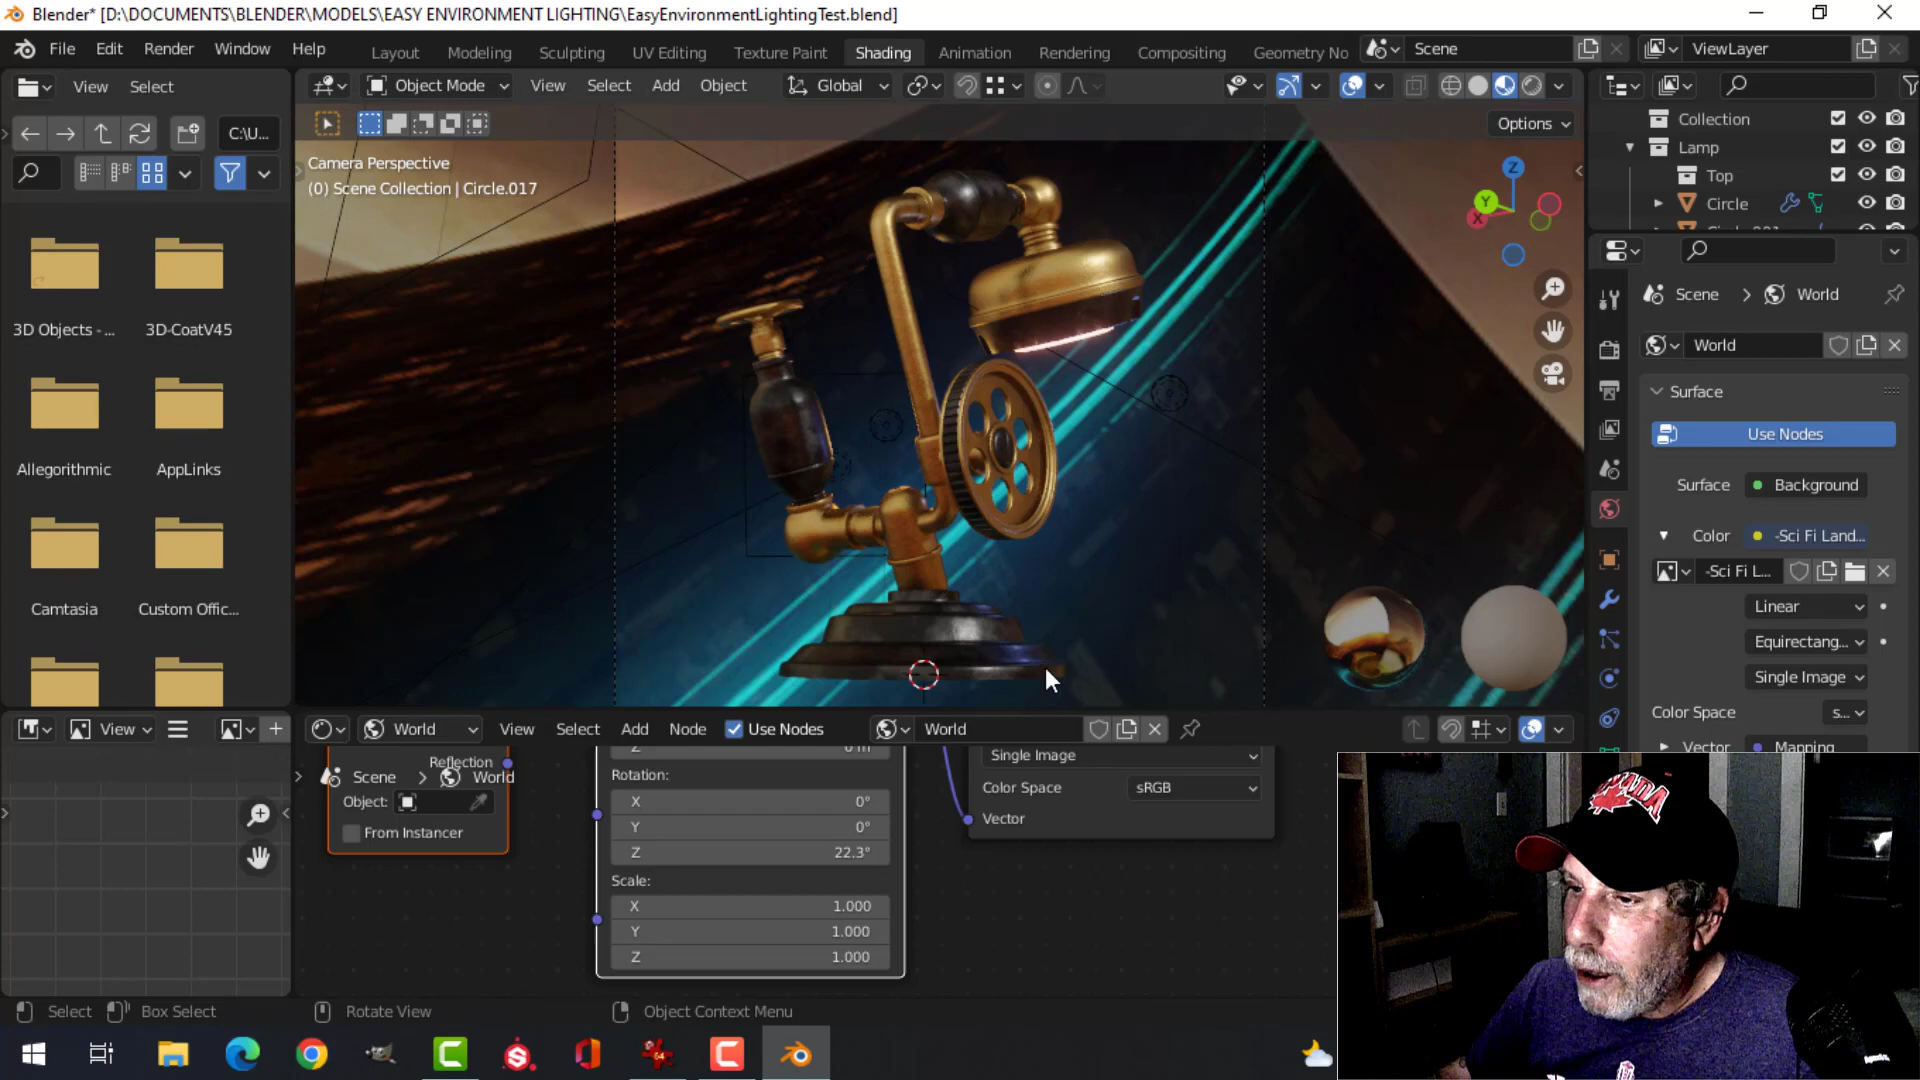 Blender* [D:\DOCUMENTS\BLENDER\MODELS\EASY ENVIRONMENT LIGHTING\EasyEnvironmentLightingTest.blend]
File Edit Render Window Help
Layout Modeling Sculpting UV Editing Texture Paint Shading Animation Rendering Compositing Geometry No
Scene
ViewLayer
View Select
Object Mode View Select Add Object Global
C:\U...
Options
Camera Perspective
(0) Scene Collection | Circle.017
Z
Y
X
Collection
Lamp
Top
Circle
3D Objects - ...
3D-CoatV45
Allegorithmic
AppLinks
Camtasia
Custom Offic...
Scene > World
World
Surface
Use Nodes
Surface Background
Color -Sci Fi Land...
-Sci Fi L...
Linear
Equirectang...
Single Image
Color Space s...
Vector Mapping
View
World View Select Add Node Use Nodes World
Reflection
Scene > World
Object:
From Instancer
Z 0 m
Rotation:
X 0°
Y 0°
Z 22.3°
Scale:
X 1.000
Y 1.000
Z 1.000
Single Image
Color Space sRGB
Vector
CANADA
Select Box Select Rotate View Object Context Menu